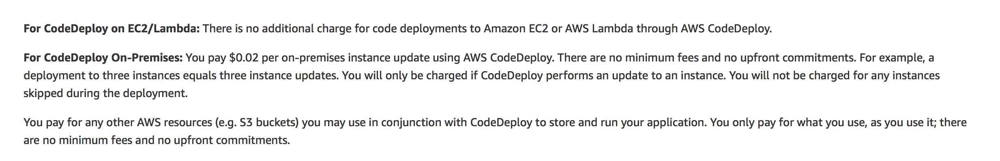 For CodeDeploy on EC2/Lambda: There is no additional charge for code deployments to Amazon EC2 or AWS Lambda through AWS CodeDeploy.
For CodeDeploy On-Premises: You pay $0.02 per on-premises instance update using AWS CodeDeploy. There are no minimum fees and no upfront commitments. For example, a
deployment to three instances equals three instance updates. You will only be charged if CodeDeploy performs an update to an instance. You will not be charged for any instances
skipped during the deployment.
You pay for any other AWS resources (e.g. S3 buckets) you may use in conjunction with CodeDeploy to store and run your application. You only pay for what you use, as you use it; there
are no minimum fees and no upfront commitments.